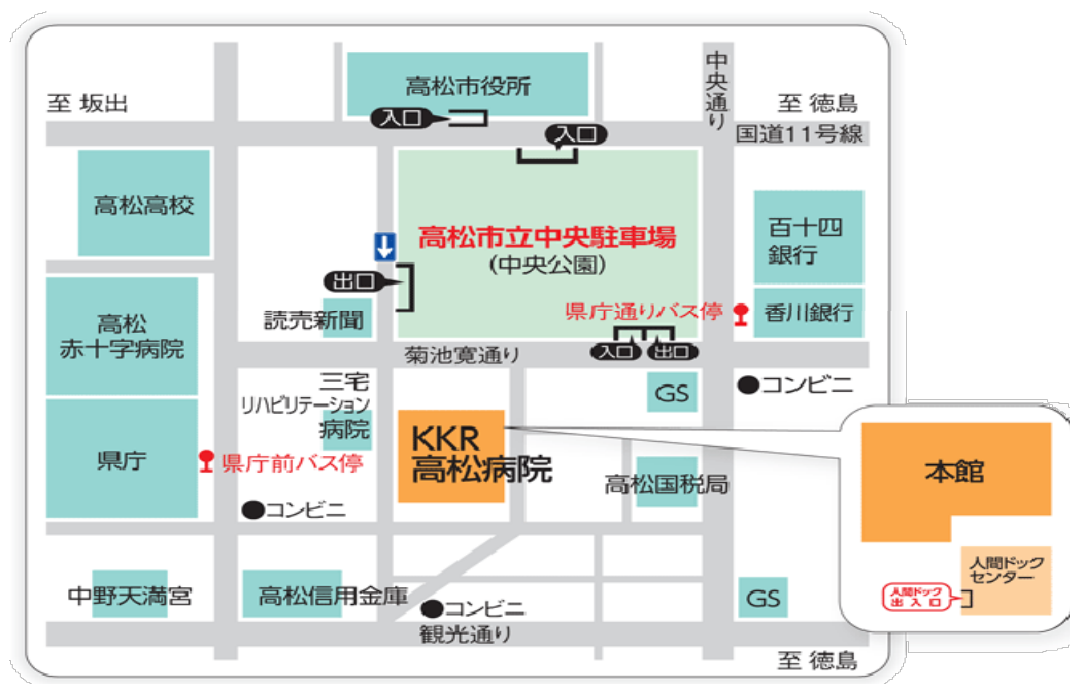 高松市役所
中央通り
至 坂出
至 徳島
入口
入口
国道11号線
高松高校
百十四
銀行
高松市立中央駐車場
(中央公園)
出口
県庁通りバス停
香川銀行
読売新聞
高松
赤十字病院
入口
出口
菊池寛通り
三宅
リハビリテーション
病院
GS
コンビニ
KKR
高松病院
県庁
県庁前バス停
高松国税局
コンビニ
本館
人間ドック
センター
人間ドック
出入口
中野天満宮
高松信用金庫
コンビニ
GS
観光通り
至 徳島